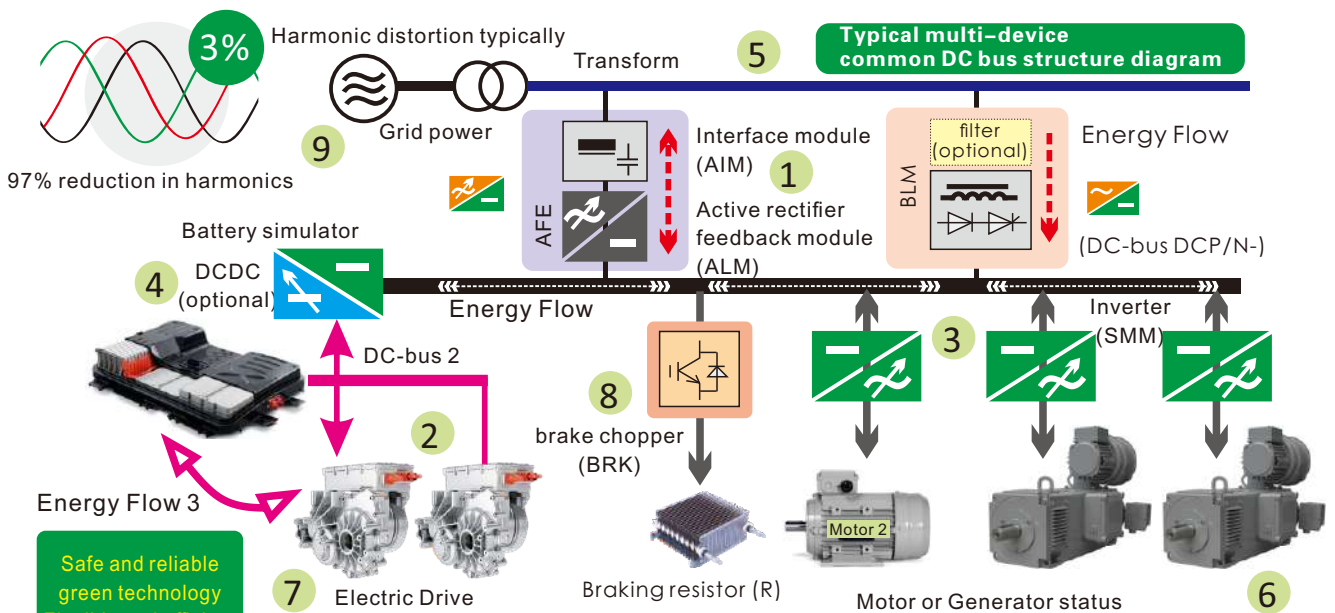 3%
Harmonic distortion typically
97% reduction in harmonics
Grid power
9
Transform
5
Typical multi-device
common DC bus structure diagram
AFE
Interface module
(AIM)
1
Active rectifier
feedback module
(ALM)
BLM
filter
(optional)
Energy Flow
(DC-bus DCP/N-)
Battery simulator
DCDC
(optional)
4
Energy Flow
DC-bus 2
2
Energy Flow 3
Safe and reliable
green technology
7
Electric Drive
8
brake chopper
(BRK)
Braking resistor (R)
3
Inverter
(SMM)
Motor 2
Motor or Generator status
6